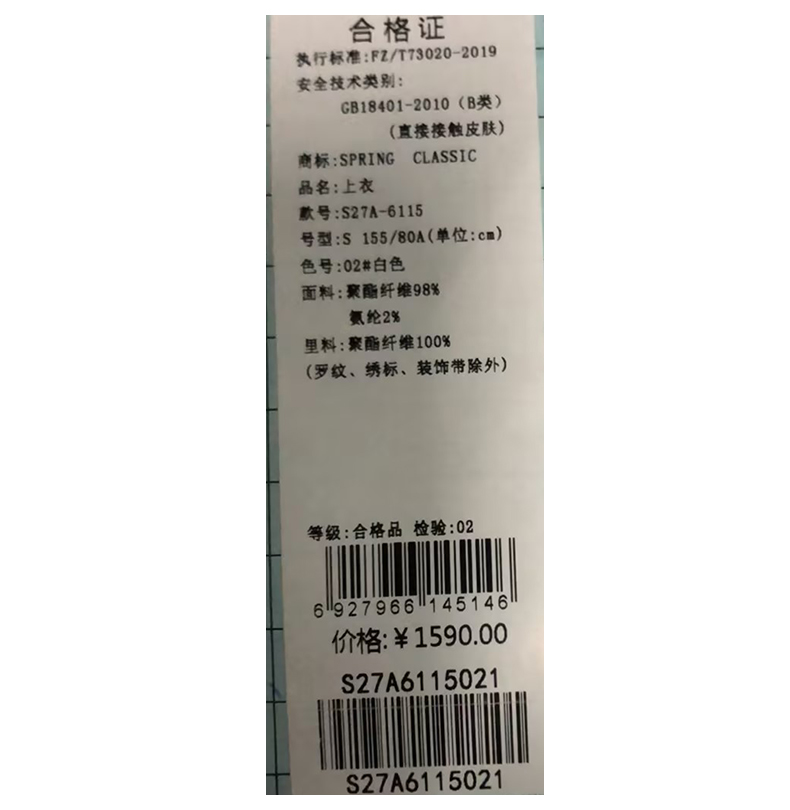 合格证
执行标准:FZ/T73020-2019
安全技术类别:
GB18401-2010（B类）
(直接接触皮肤)
商标:SPRING CLASSIC
品名:上衣
款号:S27A-6115
号型:S 155/80A(单位:cm)
色号:02#白色
面料:聚酯纤维98%
氨纶2%
里料:聚酯纤维100%
(罗纹、绣标、装饰带除外)
等级:合格品 检验:02
6 927966 145146
价格:￥1590.00
S27A6115021
S27A6115021